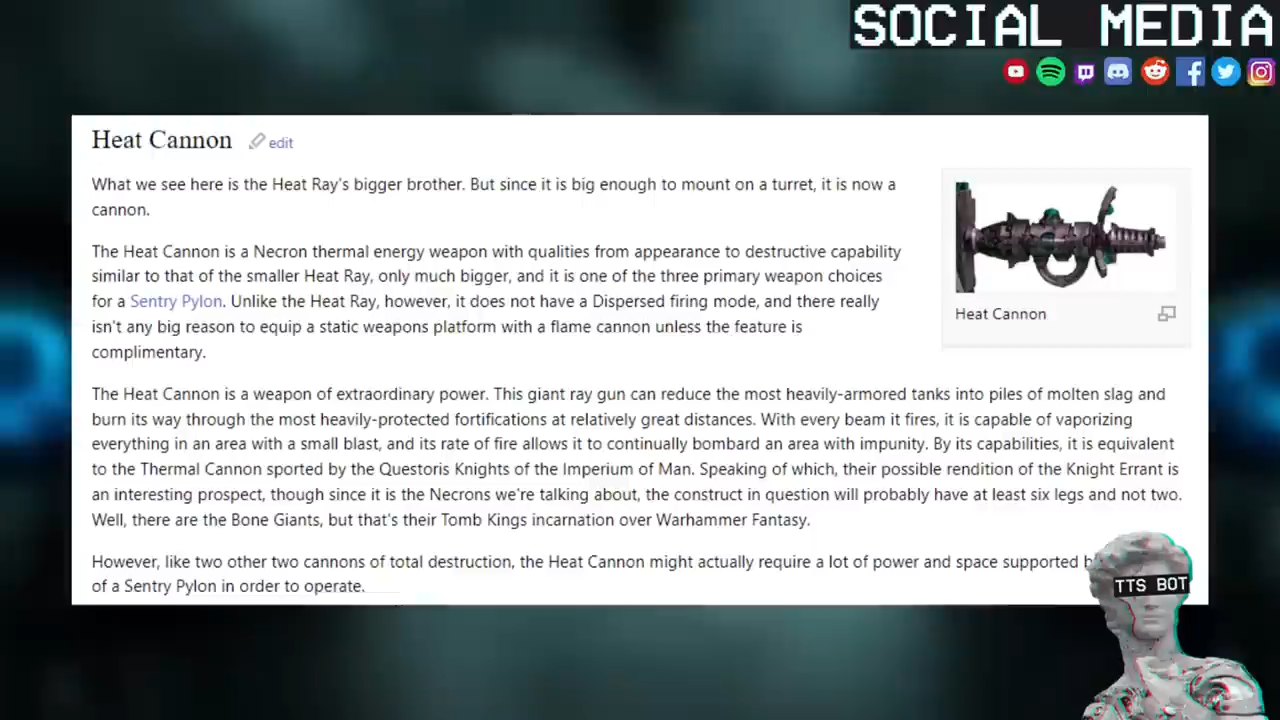 SOCIAL MEDIA
Heat Cannon edit
What we see here is the Heat Ray's bigger brother. But since it is big enough to mount on a turret, it is now a
cannon.
The Heat Cannon is a Necron thermal energy weapon with qualities from appearance to destructive capability
similar to that of the smaller Heat Ray, only much bigger, and it is one of the three primary weapon choices
for a Sentry Pylon. Unlike the Heat Ray, however, it does not have a Dispersed firing mode, and there really
isn't any big reason to equip a static weapons platform with a flame cannon unless the feature is
complimentary.
Heat Cannon
The Heat Cannon is a weapon of extraordinary power. This giant ray gun can reduce the most heavily-armored tanks into piles of molten slag and
burn its way through the most heavily-protected fortifications at relatively great distances. With every beam it fires, it is capable of vaporizing
everything in an area with a small blast, and its rate of fire allows it to continually bombard an area with impunity. By its capabilities, it is equivalent
to the Thermal Cannon sported by the Questoris Knights of the Imperium of Man. Speaking of which, their possible rendition of the Knight Errant is
an interesting prospect, though since it is the Necrons we're talking about, the construct in question will probably have at least six legs and not two.
Well, there are the Bone Giants, but that's their Tomb Kings incarnation over Warhammer Fantasy.
However, like two other two cannons of total destruction, the Heat Cannon might actually require a lot of power and space supported
of a Sentry Pylon in order to operate.
TTS BOT